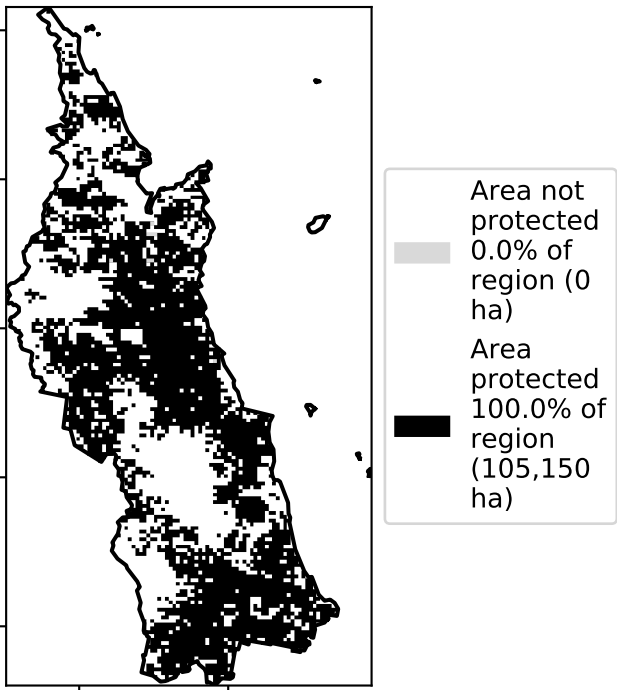 Area not
protected
0.0% of
region (0
ha)
Area
protected
100.0% of
region
(105,150
ha)